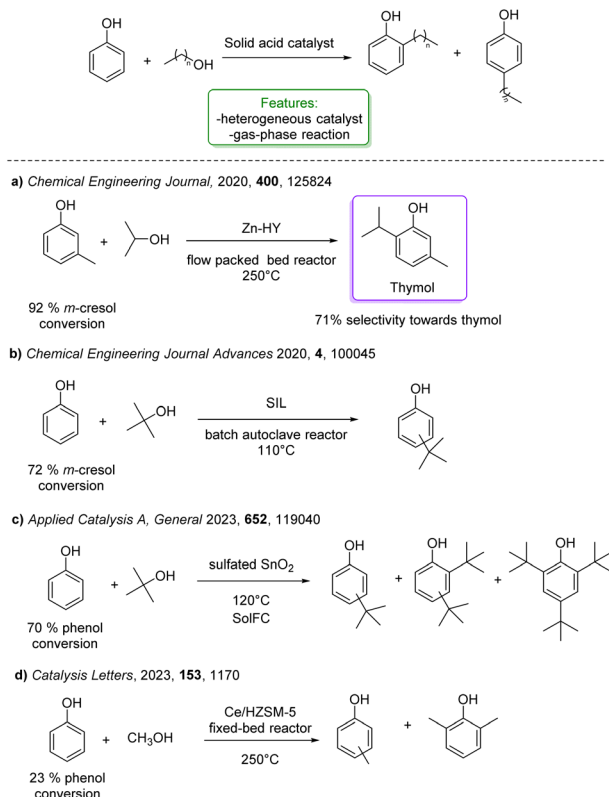 OH
+
( )n OH
Solid acid catalyst
OH
( )n
+
OH
( )n
Features:
-heterogeneous catalyst
-gas-phase reaction
a) Chemical Engineering Journal, 2020, 400, 125824
OH
+
OH
Zn-HY
flow packed bed reactor
250°C
OH
Thymol
92 % m-cresol
conversion
71% selectivity towards thymol
b) Chemical Engineering Journal Advances 2020, 4, 100045
OH
+
OH
SIL
batch autoclave reactor
110°C
OH
72 % m-cresol
conversion
c) Applied Catalysis A, General 2023, 652, 119040
OH
+
OH
sulfated SnO2
120°C
SolFC
OH
+
OH
+
OH
70 % phenol
conversion
d) Catalysis Letters, 2023, 153, 1170
OH
+
CH3OH
Ce/HZSM-5
fixed-bed reactor
250°C
OH
+
OH
23 % phenol
conversion